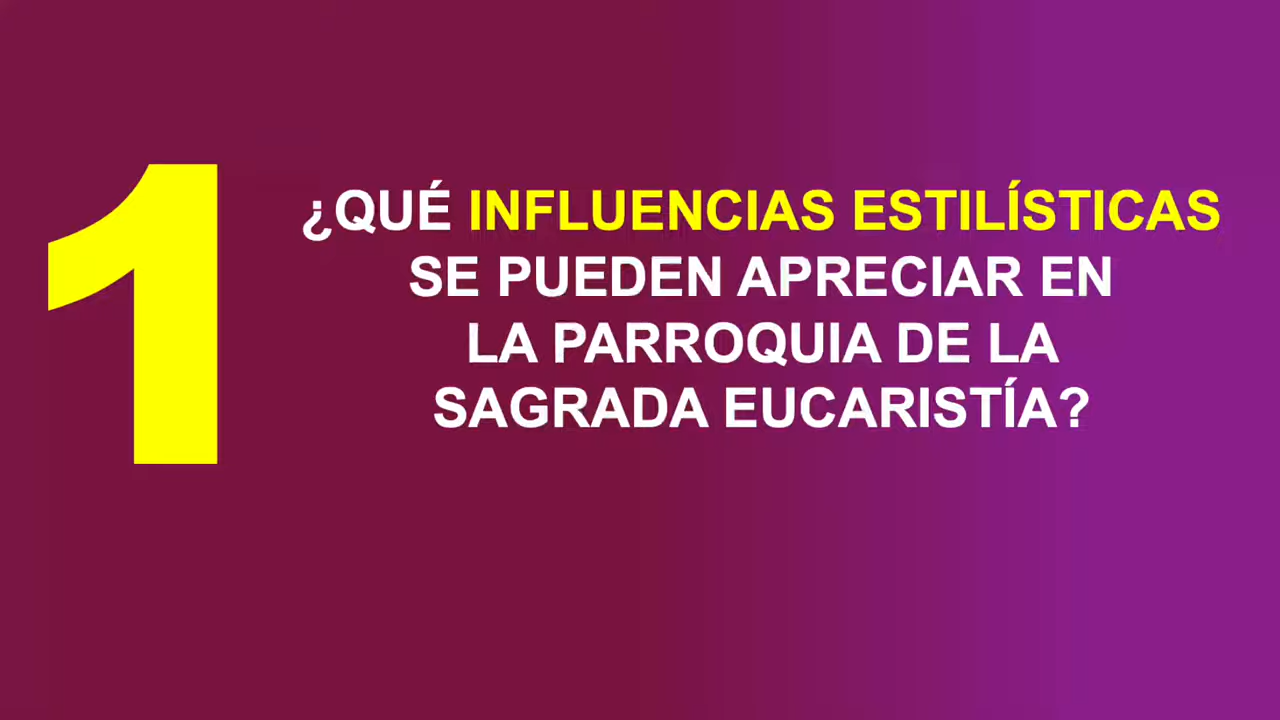 1
¿QUÉ INFLUENCIAS ESTILÍSTICAS
SE PUEDEN APRECIAR EN
LA PARROQUIA DE LA
SAGRADA EUCARISTÍA?